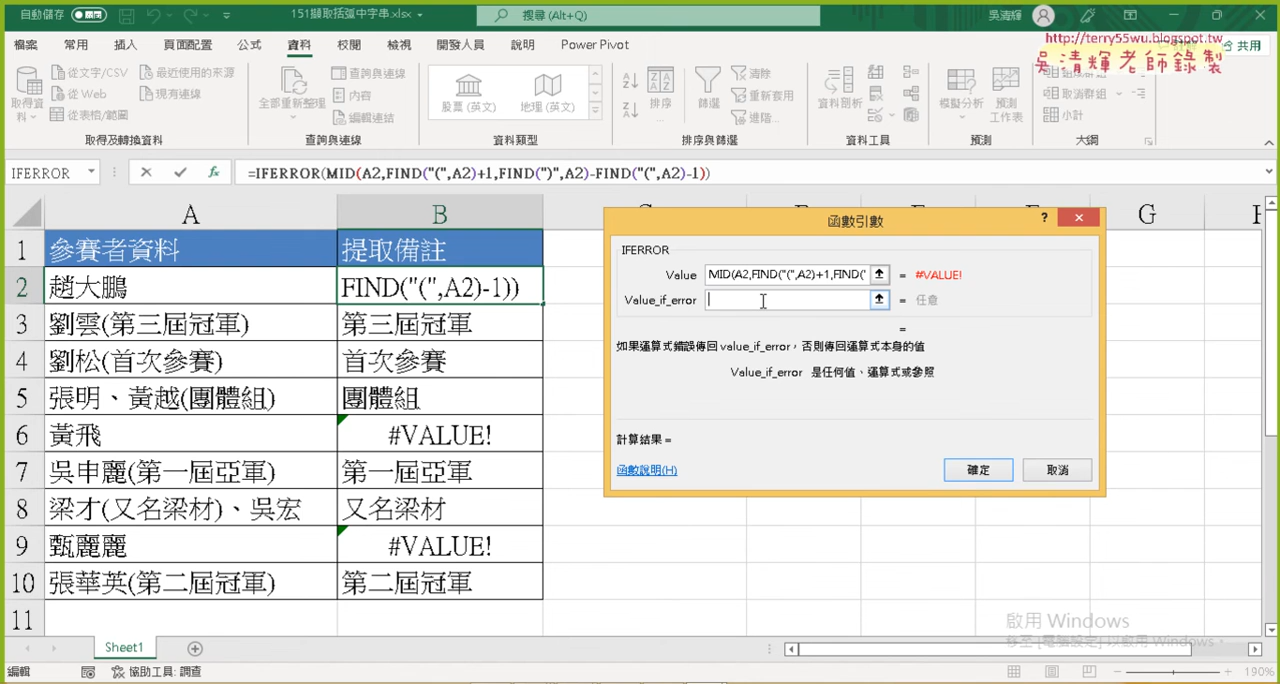 自動儲存
151擷取括弧中字串.xlsx
搜尋 (Alt+Q)
吳清輝
http://terry55wu.blogspot.tw
吳清輝老師錄製
檔案 常用 插入 頁面配置 公式 資料 校閱 檢視 開發人員 說明 Power Pivot
共用
取得資料
從文字/CSV
從 Web
從表格/範圍
最近使用的來源
現有連線
全部重新整理
查詢與連線
內容
編輯連結
股票 (英文)
地理 (英文)
排序
篩選
清除
重新套用
進階...
資料剖析
模擬分析
預測工作表
取消群組
小計
取得及轉換資料 查詢與連線 資料類型 排序與篩選 資料工具 預測 大綱
IFERROR
=IFERROR(MID(A2,FIND("(",A2)+1,FIND(")",A2)-FIND("(",A2)-1))
A B G
1 參賽者資料 提取備註
2 趙大鵬 FIND("(",A2)-1))
3 劉雲(第三屆冠軍) 第三屆冠軍
4 劉松(首次參賽) 首次參賽
5 張明、黃越(團體組) 團體組
6 黃飛 #VALUE!
7 吳申麗(第一屆亞軍) 第一屆亞軍
8 梁才(又名梁材)、吳宏 又名梁材
9 甄麗麗 #VALUE!
10 張華英(第二屆冠軍) 第二屆冠軍
11
函數引數
?
IFERROR
Value MID(A2,FIND("(",A2)+1,FIND(" = #VALUE!
Value_if_error = 任意
=
如果運算式錯誤傳回 value_if_error，否則傳回運算式本身的值
Value_if_error 是任何值、運算式或參照
計算結果 =
函數說明(H)
確定 取消
啟用 Windows
移至 [電腦設定] 以啟用 Windows。
Sheet1
編輯
協助工具: 調查
190%